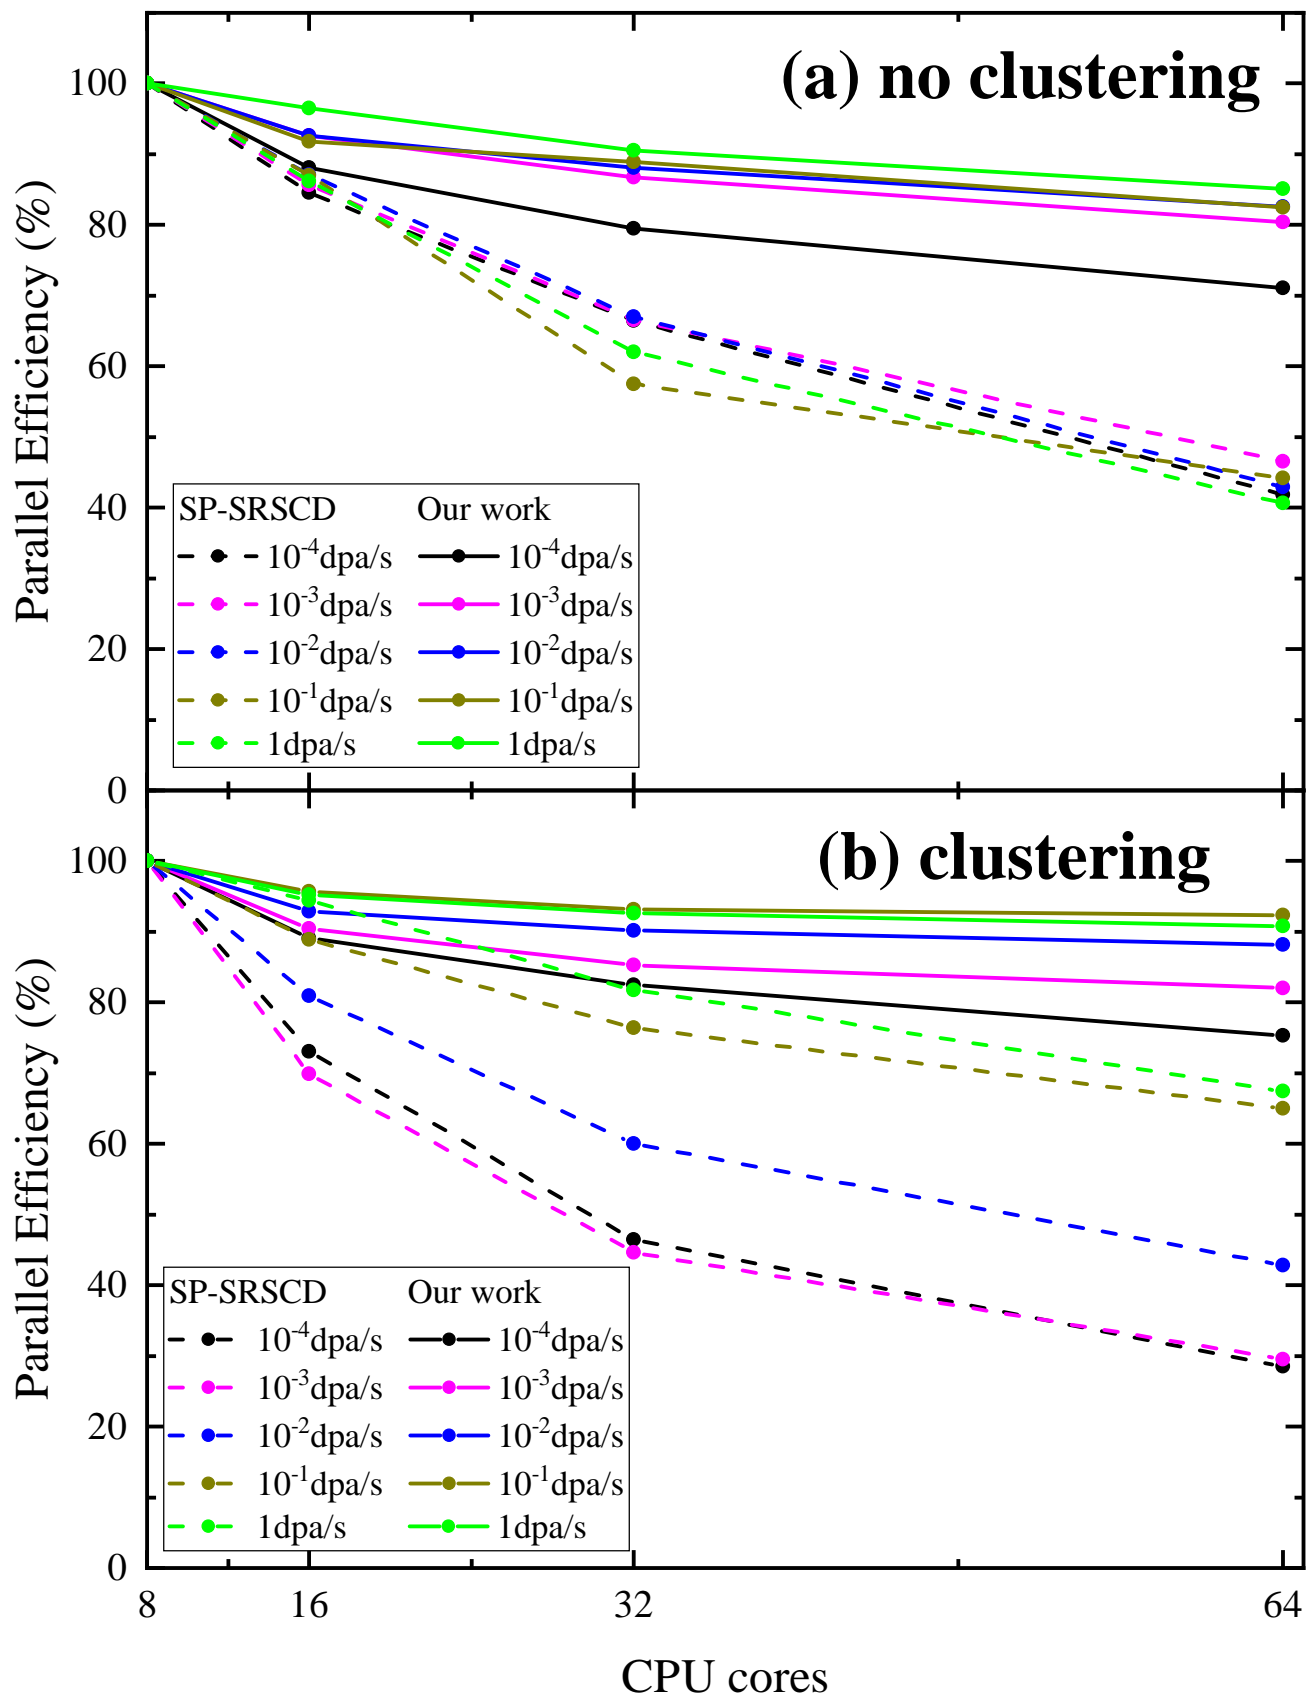 (a) no clustering
Parallel Efficiency (%)
100
80
60
40
20
0
SP-SRSCD Our work
10⁻⁴dpa/s 10⁻⁴dpa/s
10⁻³dpa/s 10⁻³dpa/s
10⁻²dpa/s 10⁻²dpa/s
10⁻¹dpa/s 10⁻¹dpa/s
1dpa/s 1dpa/s
(b) clustering
Parallel Efficiency (%)
100
80
60
40
20
0
SP-SRSCD Our work
10⁻⁴dpa/s 10⁻⁴dpa/s
10⁻³dpa/s 10⁻³dpa/s
10⁻²dpa/s 10⁻²dpa/s
10⁻¹dpa/s 10⁻¹dpa/s
1dpa/s 1dpa/s
8 16 32 64
CPU cores